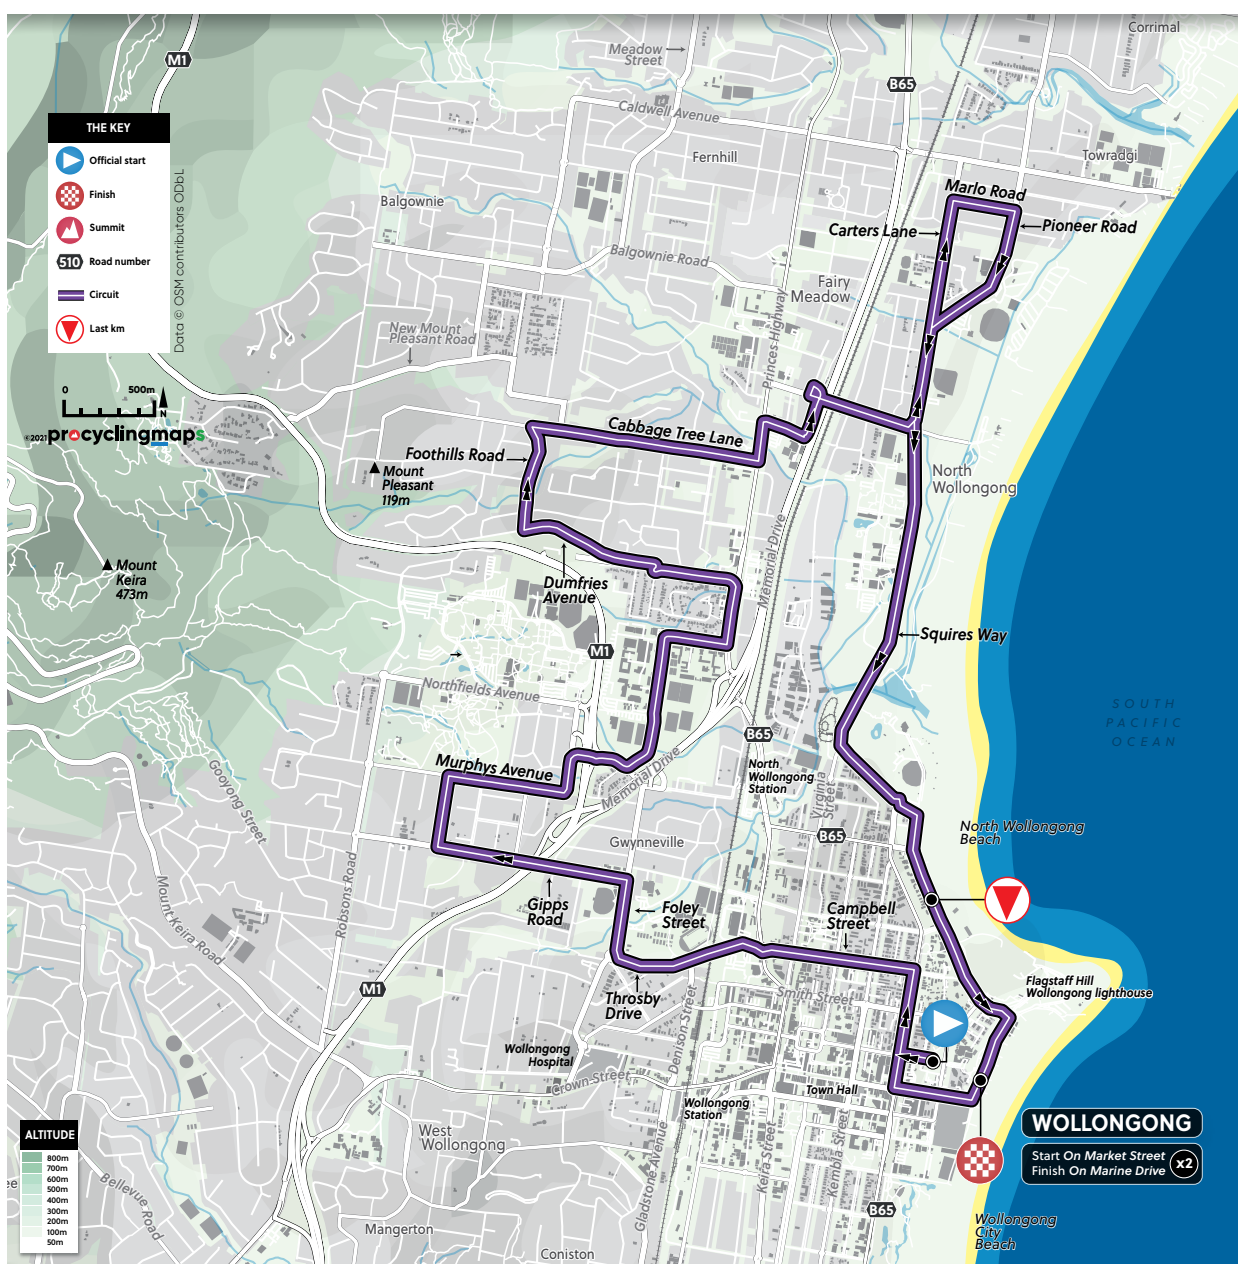 Corrimal
M1
Meadow
Street
B65
THE KEY
Official start
Finish
Summit
510 Road number
Circuit
Last km
Data © OSM contributors ODbL
Caldwell Avenue
Fernhill
Towradgi
Balgownie
Marlo Road
Carters Lane
Pioneer Road
Balgownie Road
Fairy
Meadow
Princes Highway
New Mount
Pleasant Road
0 500m
N
©2021 procyclingmaps
Cabbage Tree Lane
Foothills Road
Mount
Pleasant
119m
North
Wollongong
Mount
Keira
473m
Memorial Drive
Dumfries
Avenue
Squires Way
M1
Northfields Avenue
SOUTH
PACIFIC
OCEAN
B65
North
Wollongong
Station
Murphys Avenue
Memorial Drive
Virginia
Street
Gooyong Street
B65
North Wollongong
Beach
Gwynneville
Robsons Road
Mount Keira Road
Gipps
Road
Foley
Street
Campbell
Street
M1
Throsby
Drive
Smith Street
Flagstaff Hill
Wollongong lighthouse
Denison Street
Wollongong
Hospital
Crown Street
Town Hall
Wollongong
Station
WOLLONGONG
Start On Market Street
Finish On Marine Drive
x2
ALTITUDE
800m
700m
600m
500m
400m
300m
200m
100m
50m
West
Wollongong
Keira Street
Kembla Street
Gladstone Avenue
Bellevue Road
ee
B65
Mangerton
Coniston
Wollongong
City
Beach